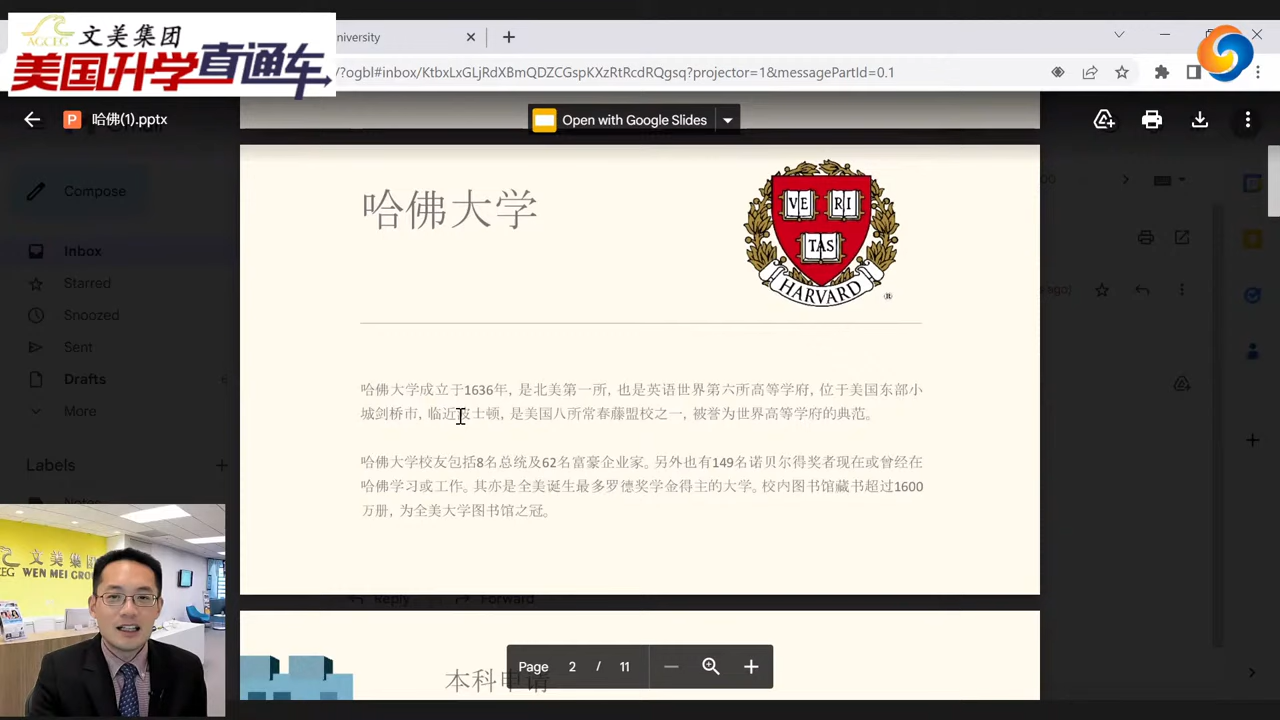 AGCEG 文美集团
美国升学直通车
niversity
/?ogbl#inbox/KtbxLxGLjRdXBmQDZCGspKXzRtRcdRQgsq?projector=1&messagePartId=0.1
P 哈佛(1).pptx
Open with Google Slides
Compose
Inbox
Starred
Snoozed
Sent
Drafts
More
Labels
哈佛大学
VE RI
TAS
HARVARD
®
哈佛大学成立于1636年, 是北美第一所, 也是英语世界第六所高等学府, 位于美国东部小
城剑桥市, 临近波士顿, 是美国八所常春藤盟校之一, 被誉为世界高等学府的典范。
哈佛大学校友包括8名总统及62名富豪企业家。另外也有149名诺贝尔得奖者现在或曾经在
哈佛学习或工作。其亦是全美诞生最多罗德奖学金得主的大学。校内图书馆藏书超过1600
万册, 为全美大学图书馆之冠。
Reply
Forward
本科申请
Page 2 / 11
文美集团
WEN MEI GROU